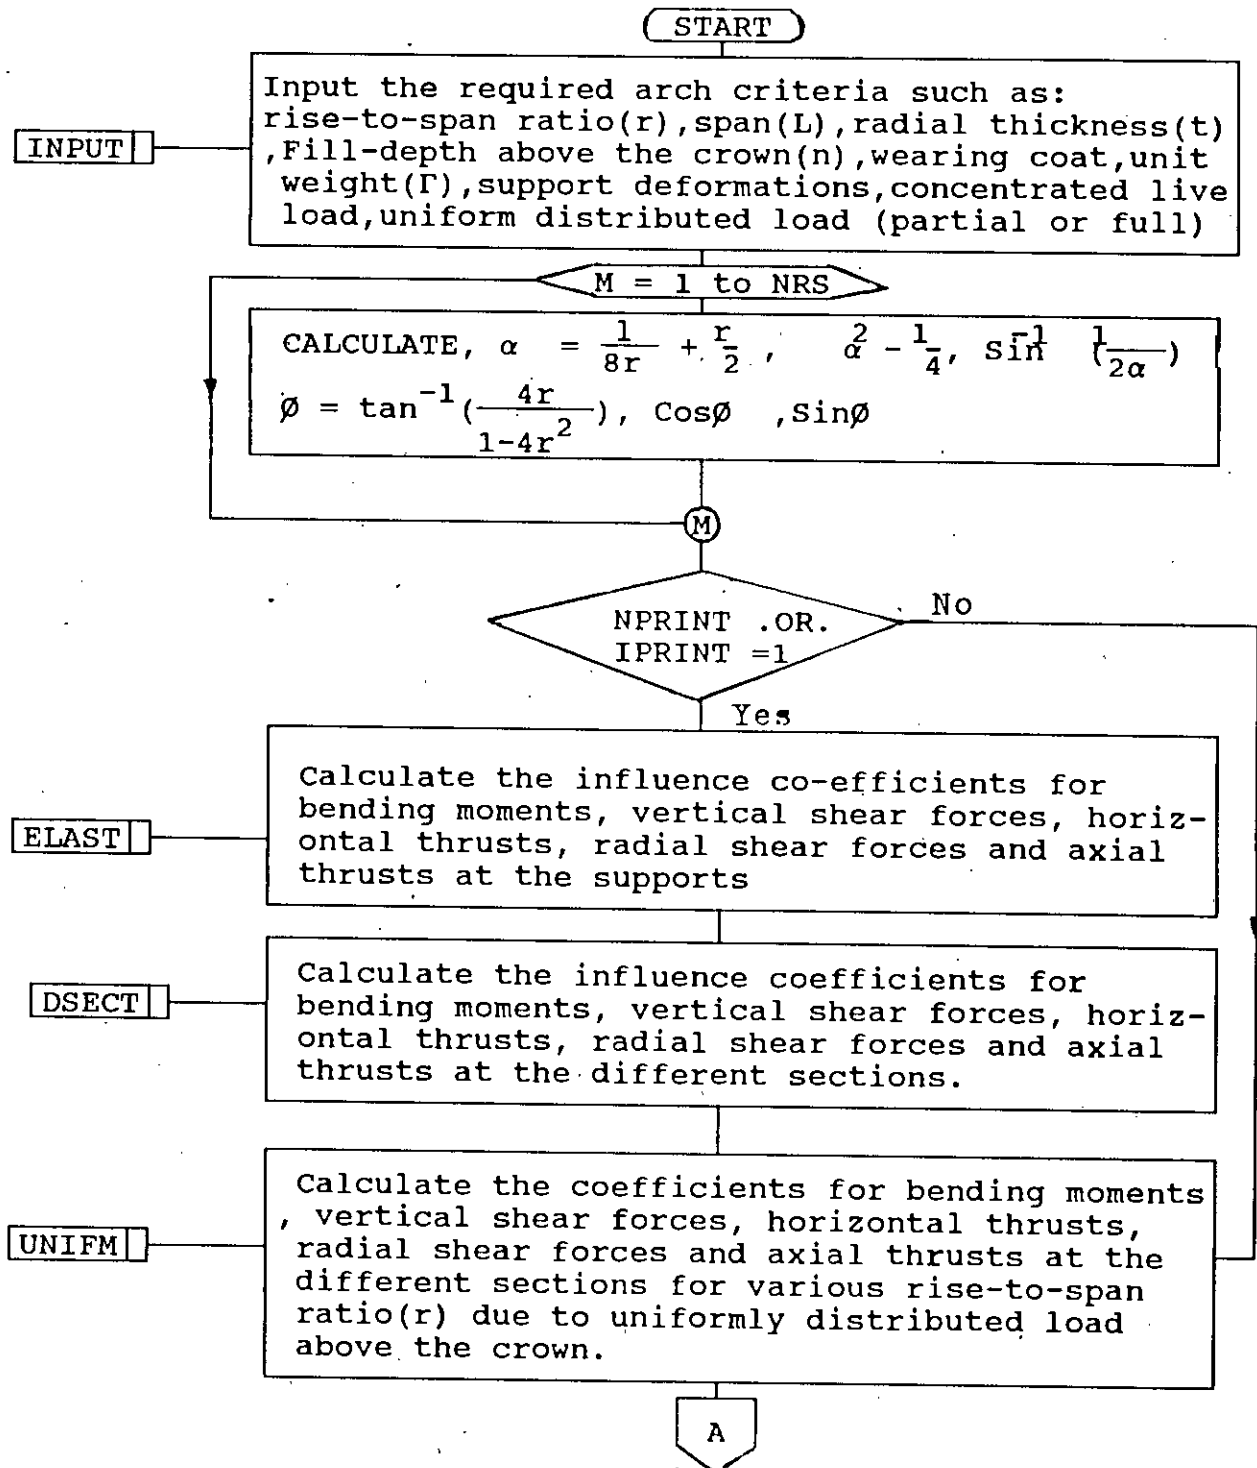 START
Input the required arch criteria such as:
rise-to-span ratio(r),span(L),radial thickness(t)
,Fill-depth above the crown(n),wearing coat,unit
weight(Γ),support deformations,concentrated live
load,uniform distributed load (partial or full)
INPUT
M = 1 to NRS
CALCULATE, α = 1/8r + r/2 , α² - 1/4, Sin⁻¹ (1/2α)
Ø = tan⁻¹(4r/1-4r²), CosØ ,SinØ
M
NPRINT .OR.
IPRINT =1
No
Yes
Calculate the influence co-efficients for
bending moments, vertical shear forces, horiz-
ontal thrusts, radial shear forces and axial
thrusts at the supports
ELAST
Calculate the influence coefficients for
bending moments, vertical shear forces, horiz-
ontal thrusts, radial shear forces and axial
thrusts at the different sections.
DSECT
Calculate the coefficients for bending moments
, vertical shear forces, horizontal thrusts,
radial shear forces and axial thrusts at the
different sections for various rise-to-span
ratio(r) due to uniformly distributed load
above the crown.
UNIFM
A